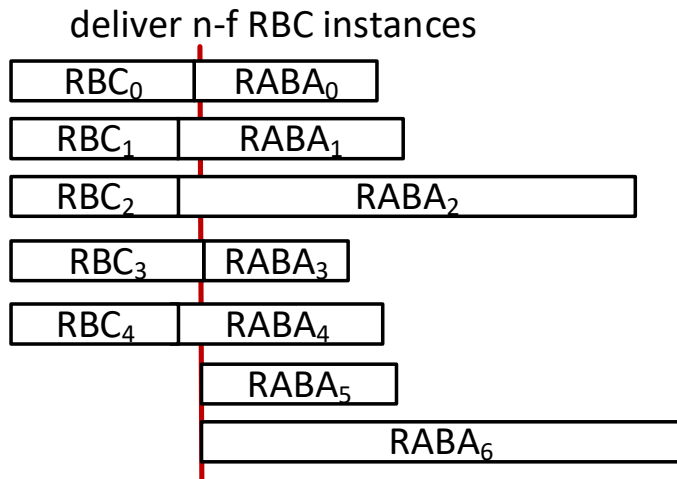 deliver n-f RBC instances
RBC₀ RABA₀
RBC₁ RABA₁
RBC₂ RABA₂
RBC₃ RABA₃
RBC₄ RABA₄
RABA₅
RABA₆